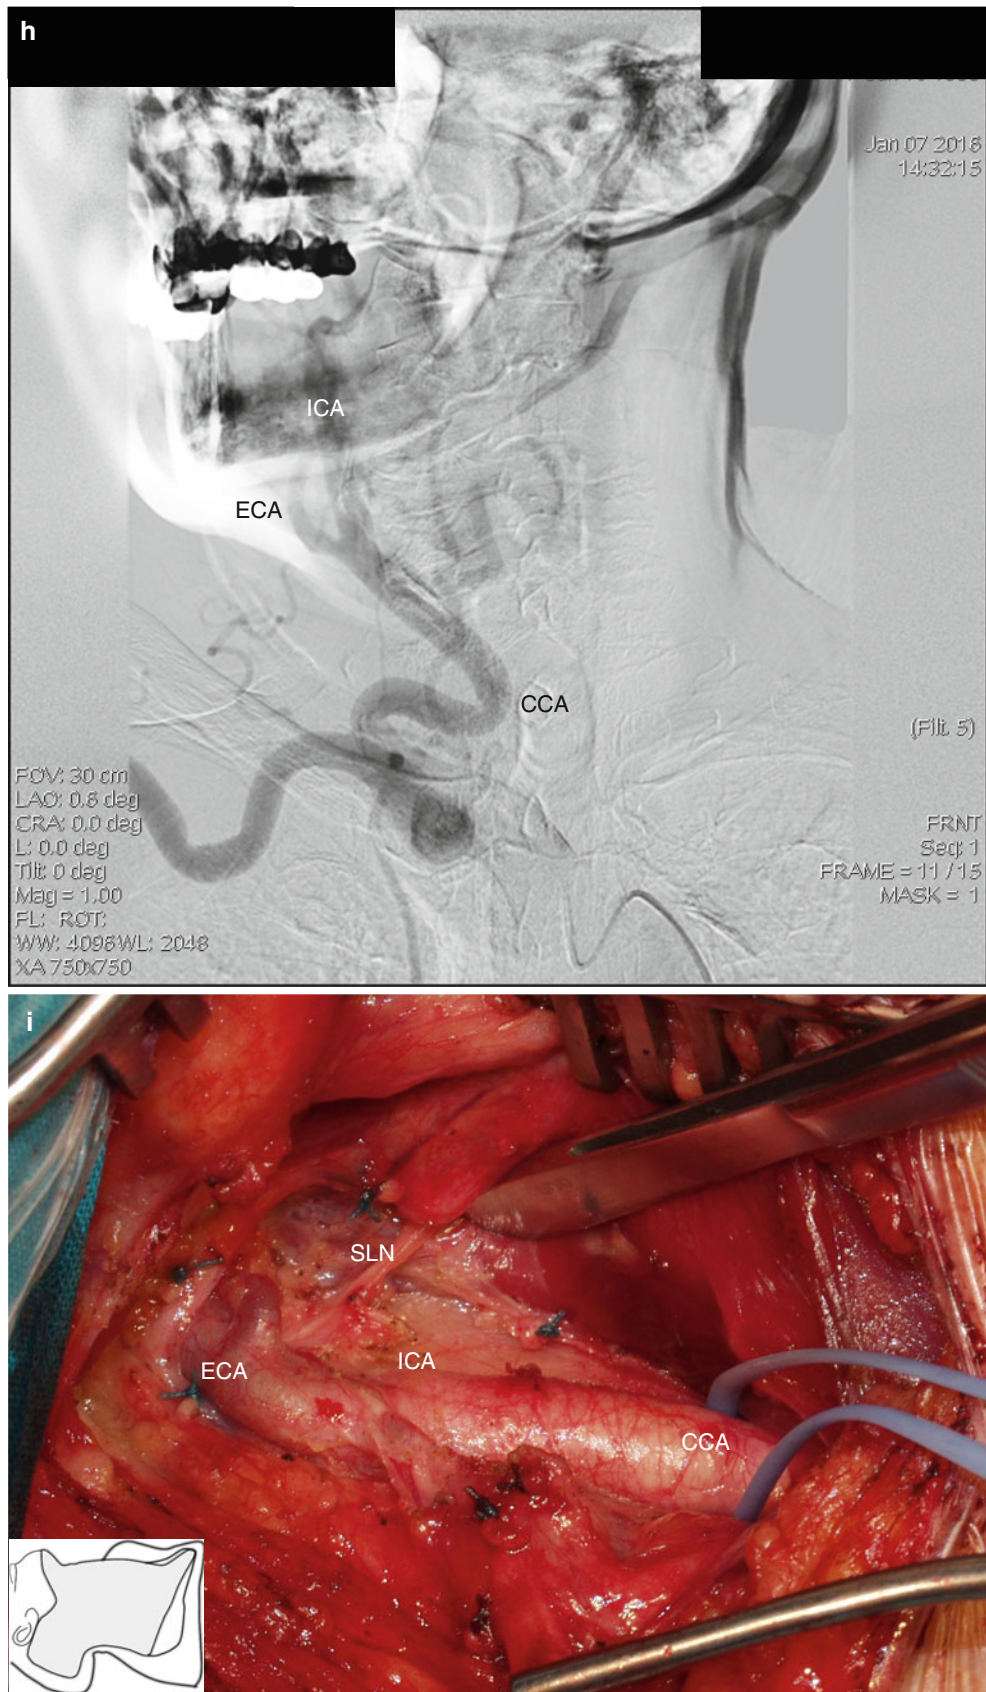 h
Jan 07 2016
14:32:15
ICA
ECA
CCA
(Filt. 5)
FOV: 30 cm
LAO: 0.6 deg
CRA: 0.0 deg
L: 0.0 deg
Tilt: 0 deg
Mag = 1.00
FL: ROT:
WW: 4096WL: 2048
XA 750x750
FRNT
Seq: 1
FRAME = 11 / 15
MASK = 1
i
SLN
ICA
ECA
CCA